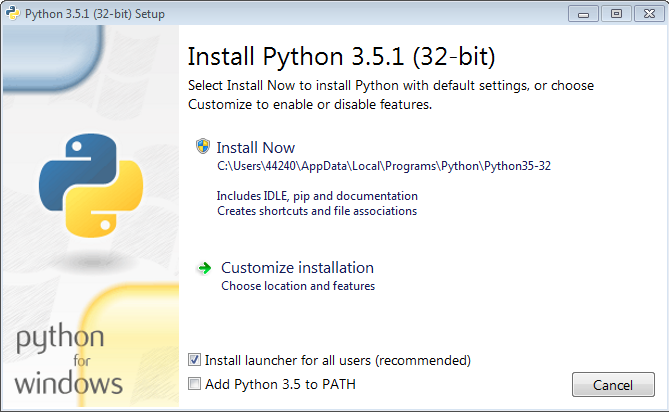 Python 3.5.1 (32-bit) Setup
Install Python 3.5.1 (32-bit)
Select Install Now to install Python with default settings, or choose
Customize to enable or disable features.
Install Now
C:\Users\44240\AppData\Local\Programs\Python\Python35-32
Includes IDLE, pip and documentation
Creates shortcuts and file associations
Customize installation
Choose location and features
python
for
windows
Install launcher for all users (recommended)
Add Python 3.5 to PATH
Cancel